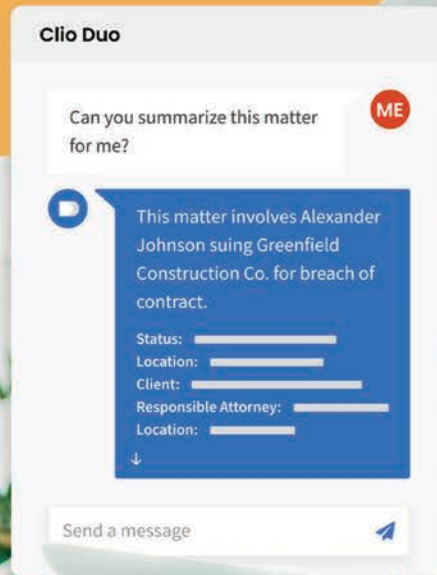 Clio Duo
Can you summarize this matter
for me?
ME
This matter involves Alexander
Johnson suing Greenfield
Construction Co. for breach of
contract.
Status:
Location:
Client:
Responsible Attorney:
Location:
Send a message